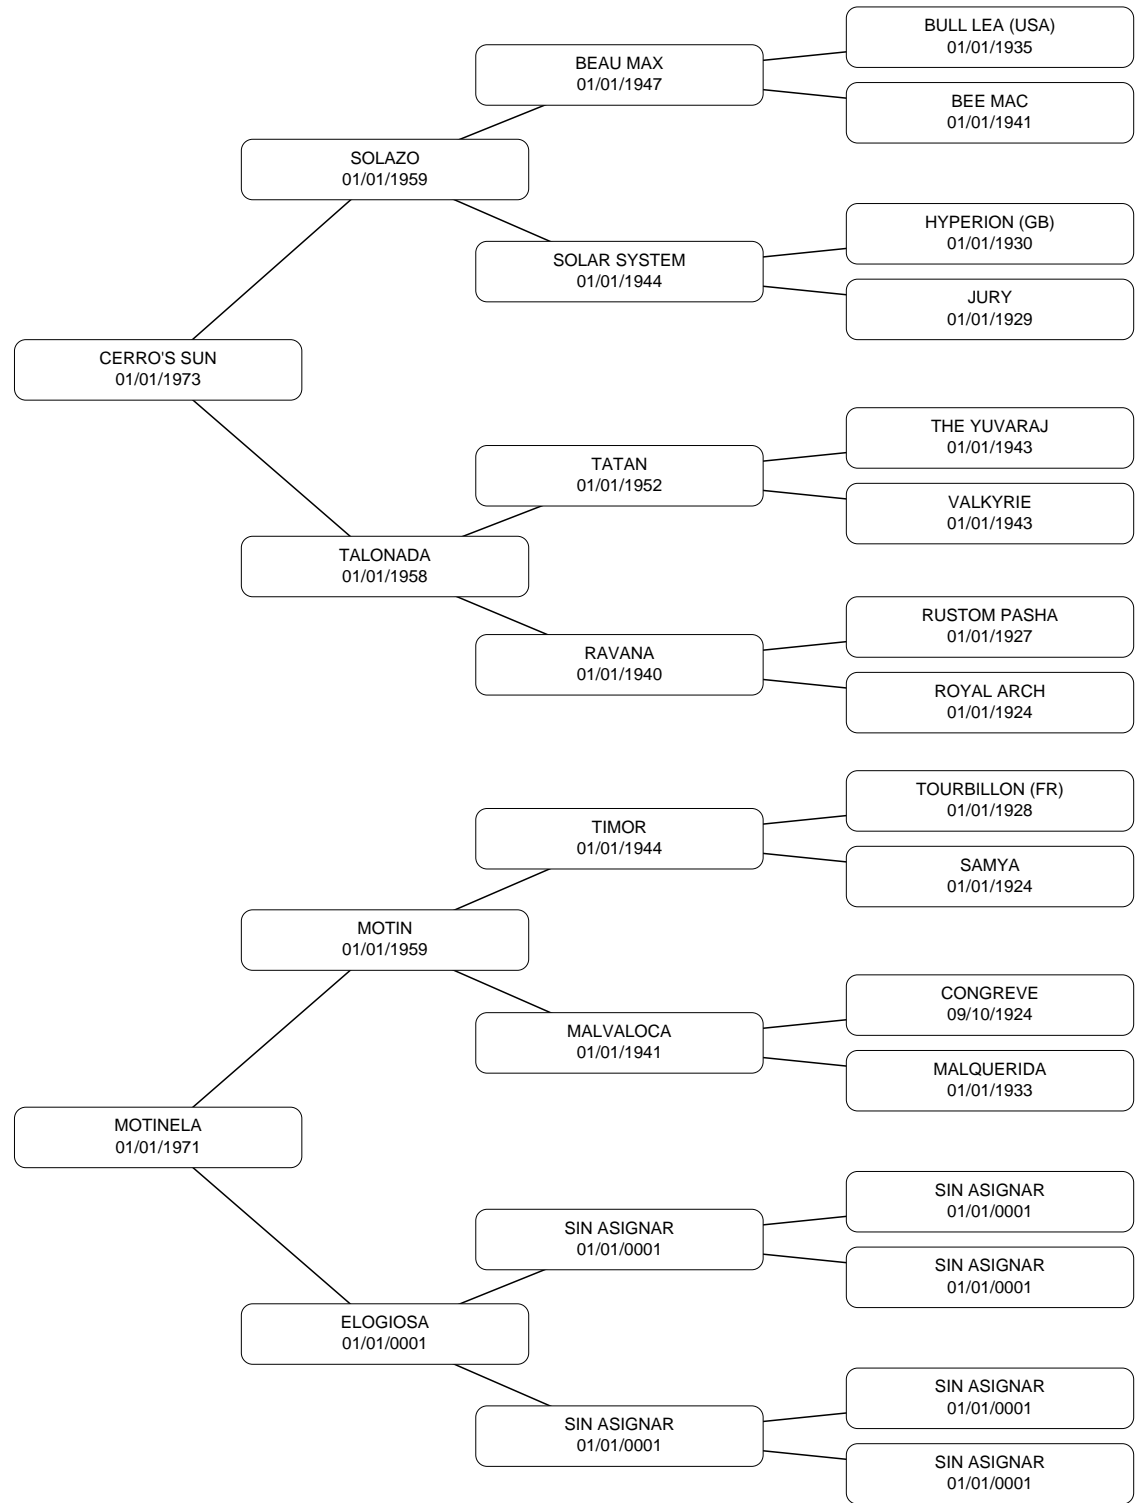 BULL LEA (USA)
01/01/1935
BEAU MAX
01/01/1947
BEE MAC
01/01/1941
SOLAZO
01/01/1959
HYPERION (GB)
01/01/1930
SOLAR SYSTEM
01/01/1944
JURY
01/01/1929
CERRO'S SUN
01/01/1973
THE YUVARAJ
01/01/1943
TATAN
01/01/1952
VALKYRIE
01/01/1943
TALONADA
01/01/1958
RUSTOM PASHA
01/01/1927
RAVANA
01/01/1940
ROYAL ARCH
01/01/1924
TOURBILLON (FR)
01/01/1928
TIMOR
01/01/1944
SAMYA
01/01/1924
MOTIN
01/01/1959
CONGREVE
09/10/1924
MALVALOCA
01/01/1941
MALQUERIDA
01/01/1933
MOTINELA
01/01/1971
SIN ASIGNAR
01/01/0001
SIN ASIGNAR
01/01/0001
SIN ASIGNAR
01/01/0001
ELOGIOSA
01/01/0001
SIN ASIGNAR
01/01/0001
SIN ASIGNAR
01/01/0001
SIN ASIGNAR
01/01/0001